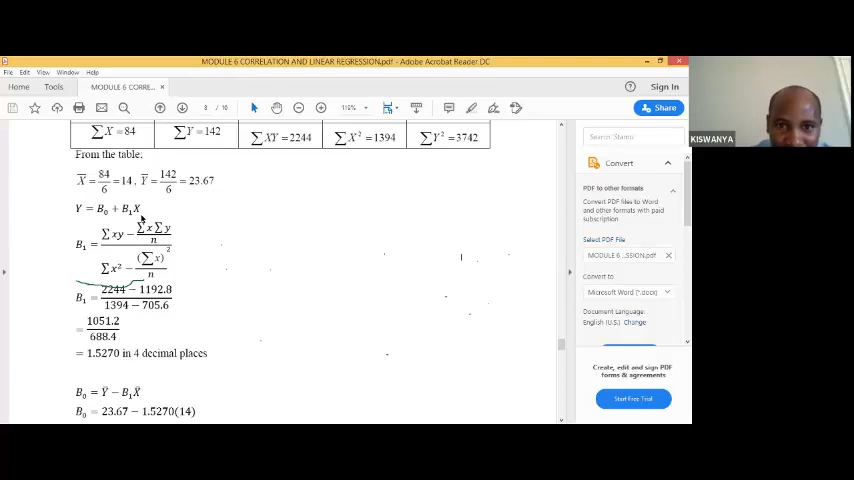 MODULE 6 CORRELATION AND LINEAR REGRESSION.pdf - Adobe Acrobat Reader DC
File Edit View Window Help
Home Tools MODULE 6 CORRE... × Sign In
8 / 10 119% Share
∑X = 84 ∑Y = 142 ∑XY = 2244 ∑X² = 1394 ∑Y² = 3742
From the table;
X̄ = 84/6 = 14, Ȳ = 142/6 = 23.67
Y = B₀ + B₁X
B₁ = (∑xy − (∑x∑y)/n) / (∑x² − (∑x)²/n)
B₁ = (2244 − 1192.8) / (1394 − 705.6)
= 1051.2/688.4
= 1.5270 in 4 decimal places
B₀ = Ȳ − B₁X̄
B₀ = 23.67 − 1.5270(14)
Search 'Stamp'
Convert
PDF to other formats
Convert PDF files to Word
and other formats with paid
subscription
Select PDF File
MODULE 6 ...SSION.pdf ×
Convert to
Microsoft Word (*.docx)
Document Language:
English (U.S.) Change
Create, edit and sign PDF
forms & agreements
Start Free Trial
KISWANYA